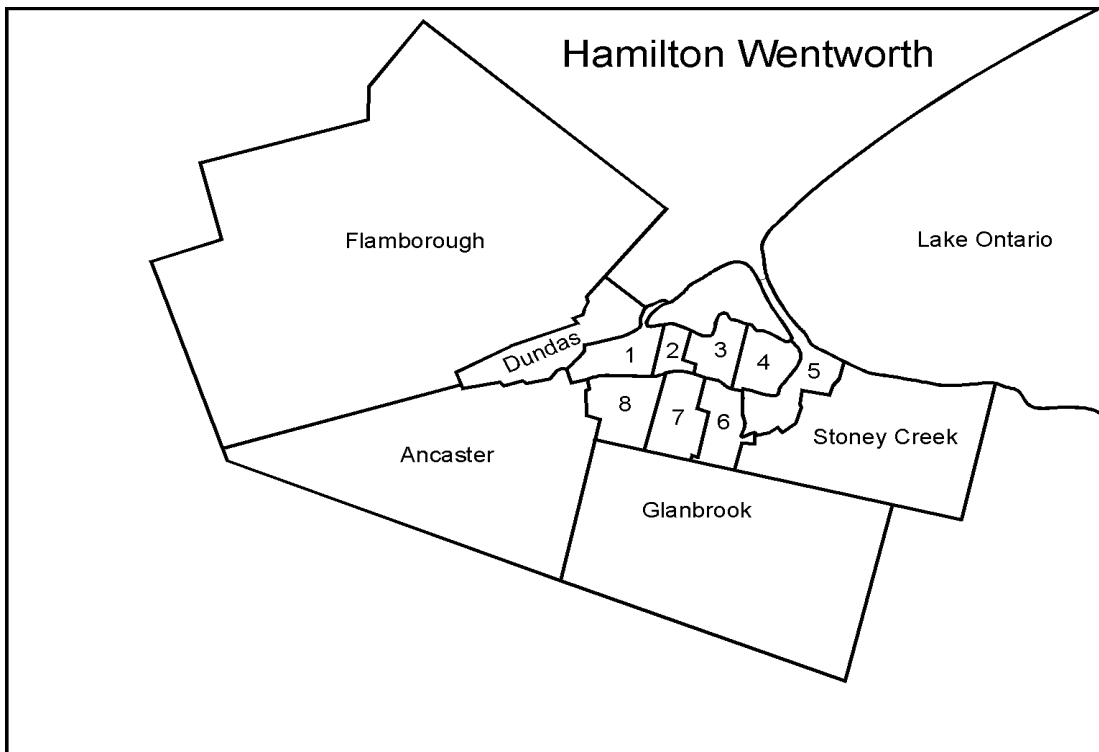 Hamilton Wentworth
Flamborough
Lake Ontario
Dundas
1
2
3
4
5
8
7
6
Stoney Creek
Ancaster
Glanbrook